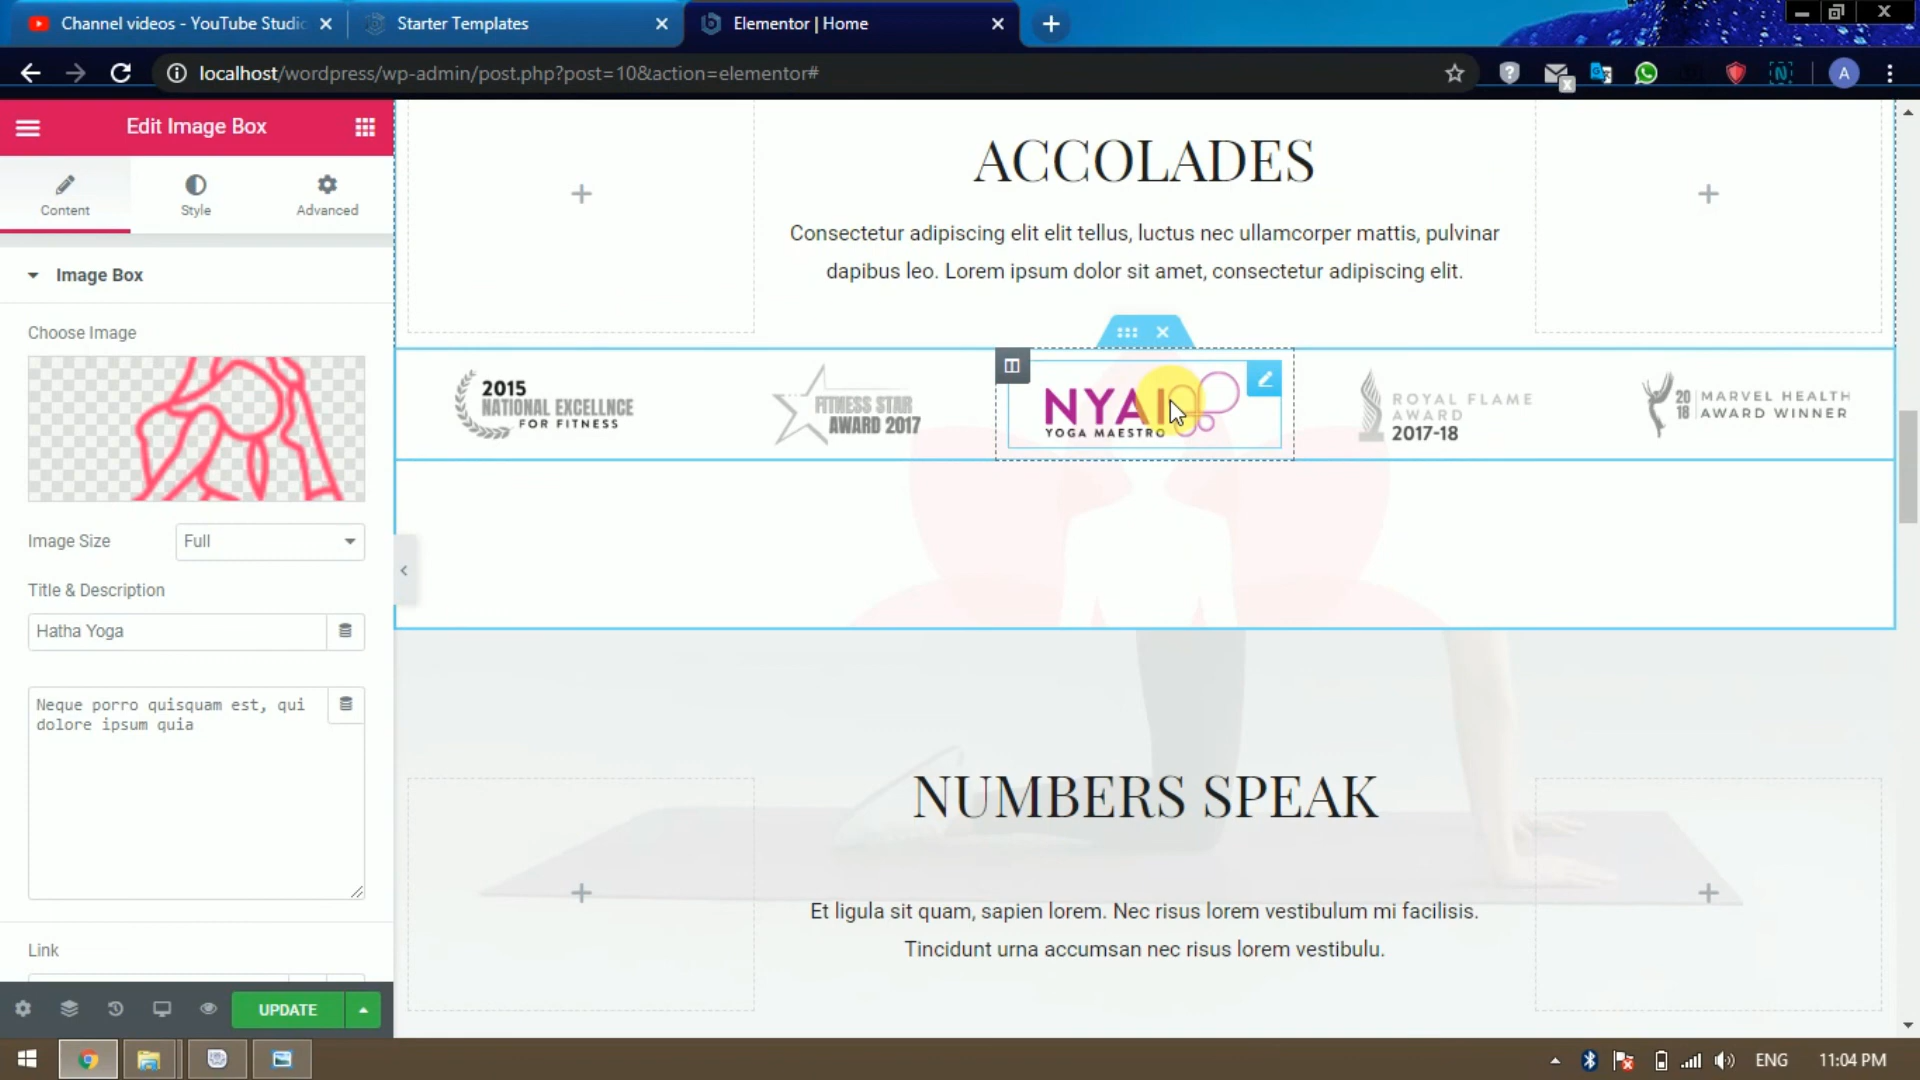 Channel videos - YouTube Studio
Starter Templates
Elementor | Home
localhost/wordpress/wp-admin/post.php?post=10&action=elementor#
A
Edit Image Box
Content
Style
Advanced
Image Box
Choose Image
Image Size
Full
Title & Description
Hatha Yoga
Neque porro quisquam est, qui
dolore ipsum quia
Link
UPDATE
ACCOLADES
Consectetur adipiscing elit elit tellus, luctus nec ullamcorper mattis, pulvinar
dapibus leo. Lorem ipsum dolor sit amet, consectetur adipiscing elit.
2015
NATIONAL EXCELLNCE
FOR FITNESS
FITNESS STAR
AWARD 2017
NYAI
YOGA MAESTRO
ROYAL FLAME
AWARD
2017-18
20
18
MARVEL HEALTH
AWARD WINNER
NUMBERS SPEAK
Et ligula sit quam, sapien lorem. Nec risus lorem vestibulum mi facilisis.
Tincidunt urna accumsan nec risus lorem vestibulu.
ENG
11:04 PM